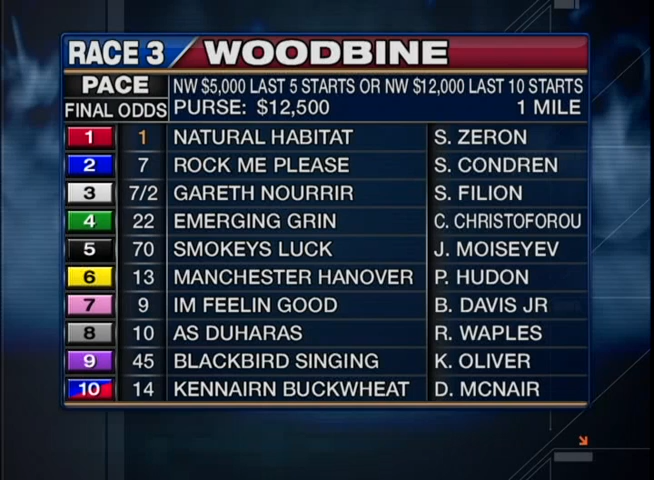 RACE 3 WOODBINE
PACE NW $5,000 LAST 5 STARTS OR NW $12,000 LAST 10 STARTS
FINAL ODDS PURSE: $12,500 1 MILE
1 1 NATURAL HABITAT S. ZERON
2 7 ROCK ME PLEASE S. CONDREN
3 7/2 GARETH NOURRIR S. FILION
4 22 EMERGING GRIN C. CHRISTOFOROU
5 70 SMOKEYS LUCK J. MOISEYEV
6 13 MANCHESTER HANOVER P. HUDON
7 9 IM FEELIN GOOD B. DAVIS JR
8 10 AS DUHARAS R. WAPLES
9 45 BLACKBIRD SINGING K. OLIVER
10 14 KENNAIRN BUCKWHEAT D. MCNAIR